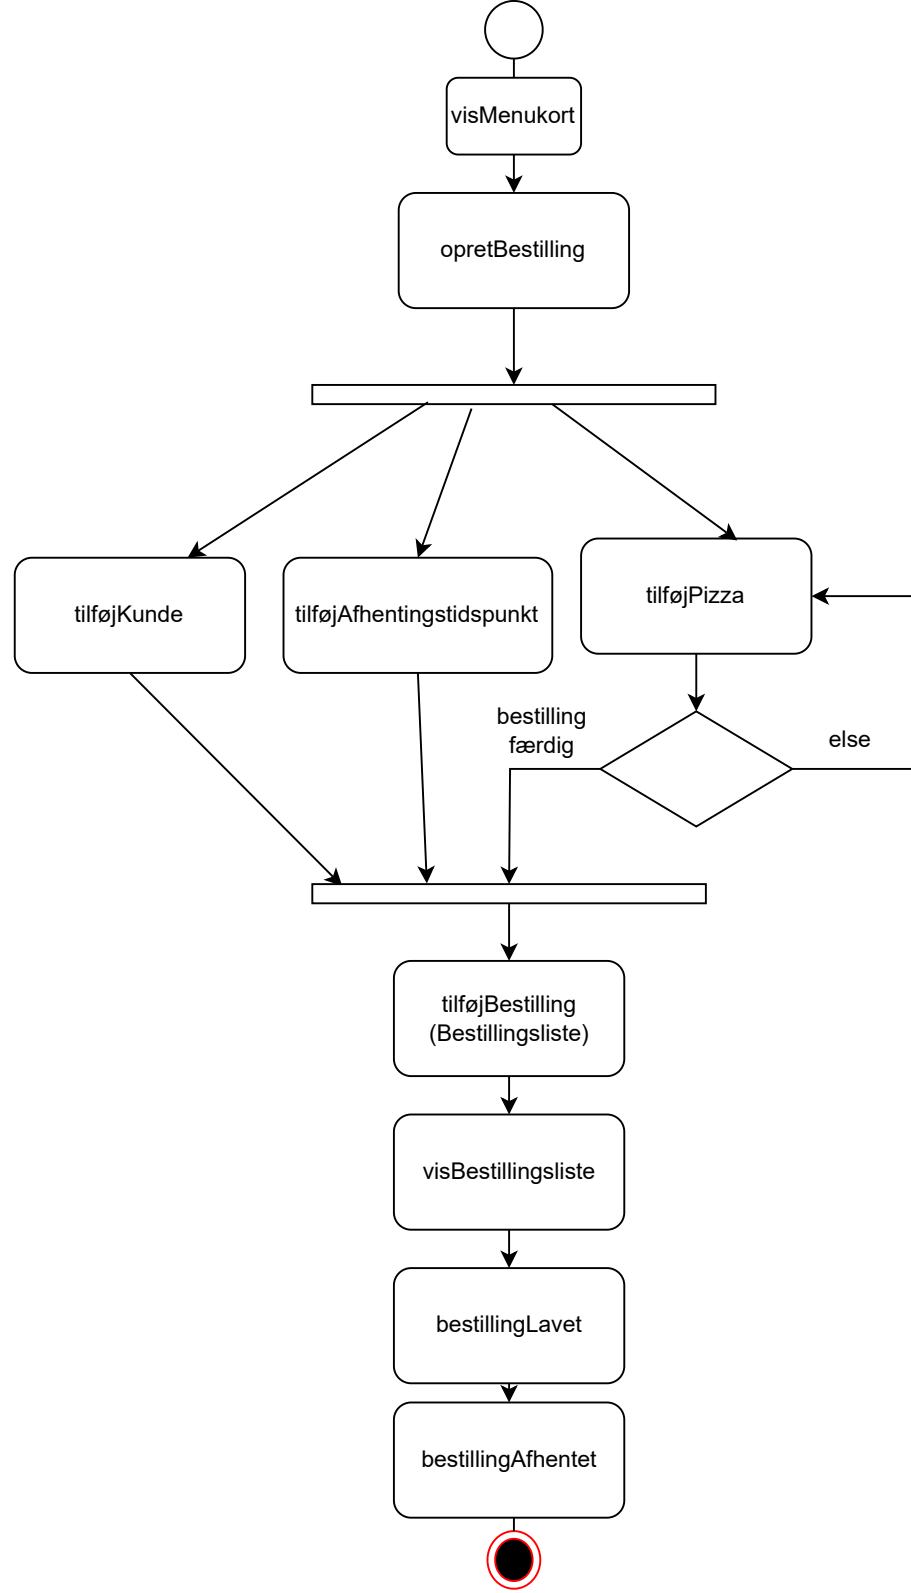 visMenukort
opretBestilling
tilføjKunde
tilføjAfhentingstidspunkt
tilføjPizza
bestilling
færdig
else
tilføjBestilling
(Bestillingsliste)
visBestillingsliste
bestillingLavet
bestillingAfhentet